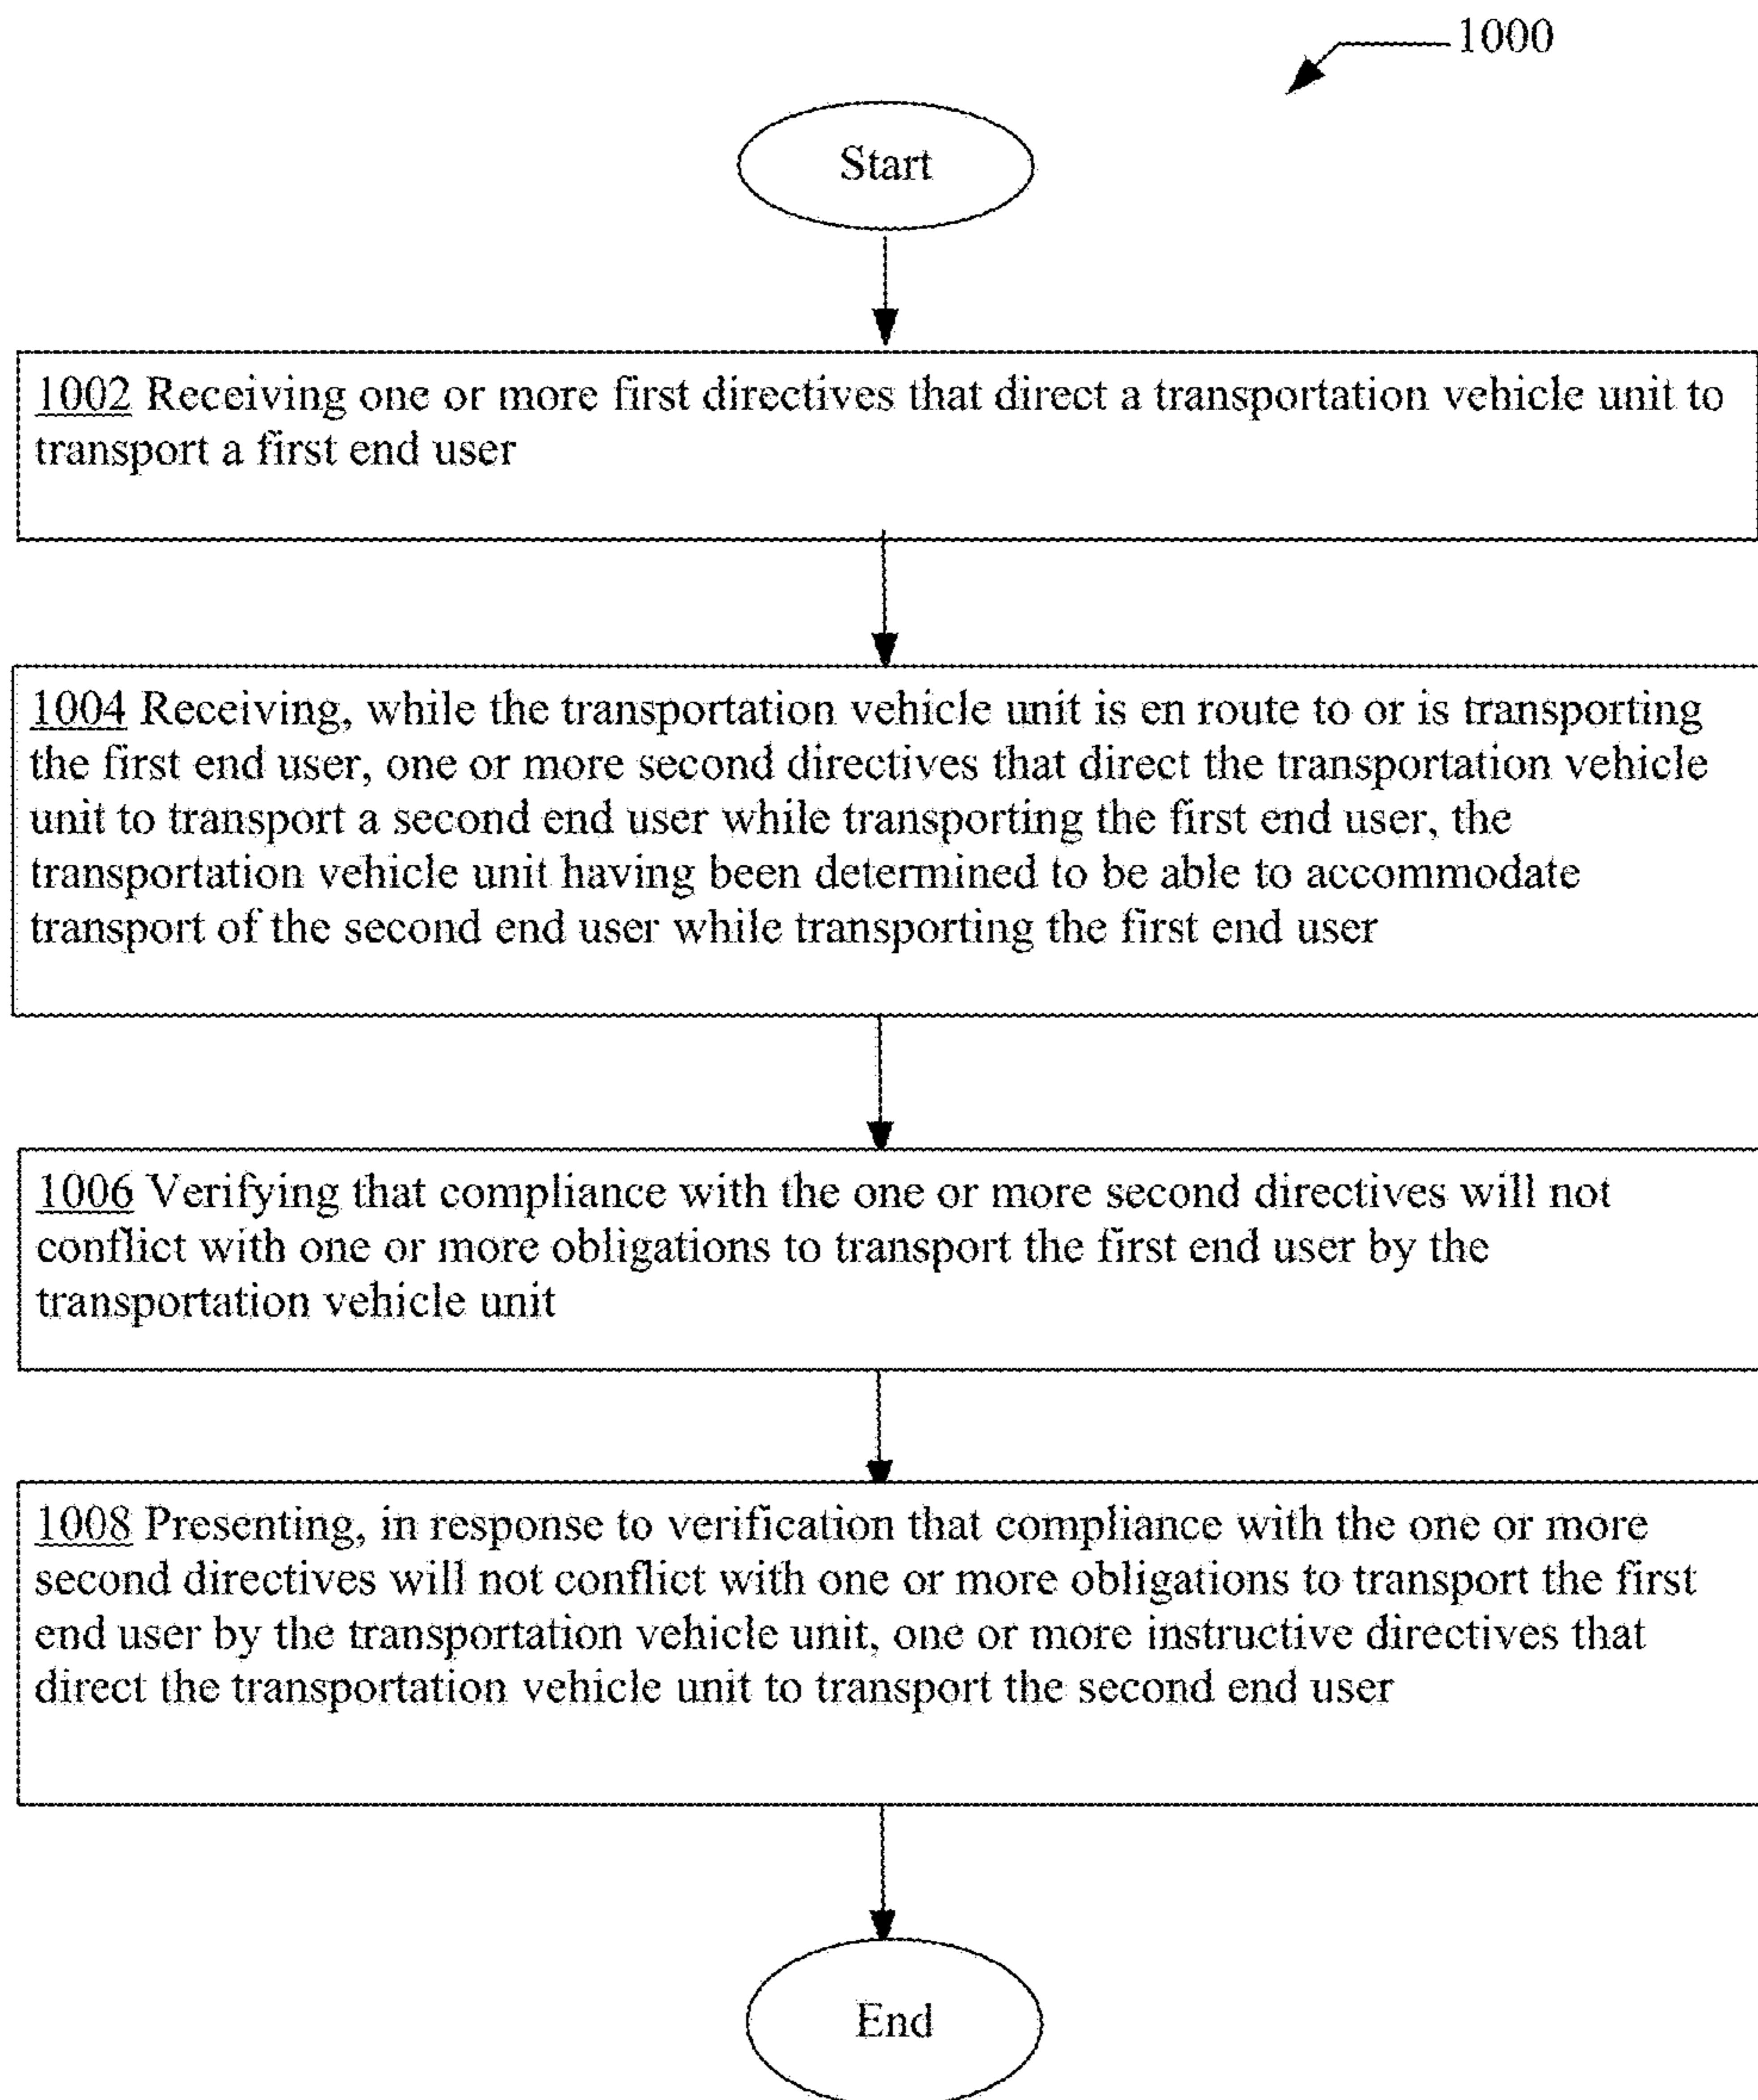 1000
Start
1002 Receiving one or more first directives that direct a transportation vehicle unit to
transport a first end user
1004 Receiving, while the transportation vehicle unit is en route to or is transporting
the first end user, one or more second directives that direct the transportation vehicle
unit to transport a second end user while transporting the first end user, the
transportation vehicle unit having been determined to be able to accommodate
transport of the second end user while transporting the first end user
1006 Verifying that compliance with the one or more second directives will not
conflict with one or more obligations to transport the first end user by the
transportation vehicle unit
1008 Presenting, in response to verification that compliance with the one or more
second directives will not conflict with one or more obligations to transport the first
end user by the transportation vehicle unit, one or more instructive directives that
direct the transportation vehicle unit to transport the second end user
End